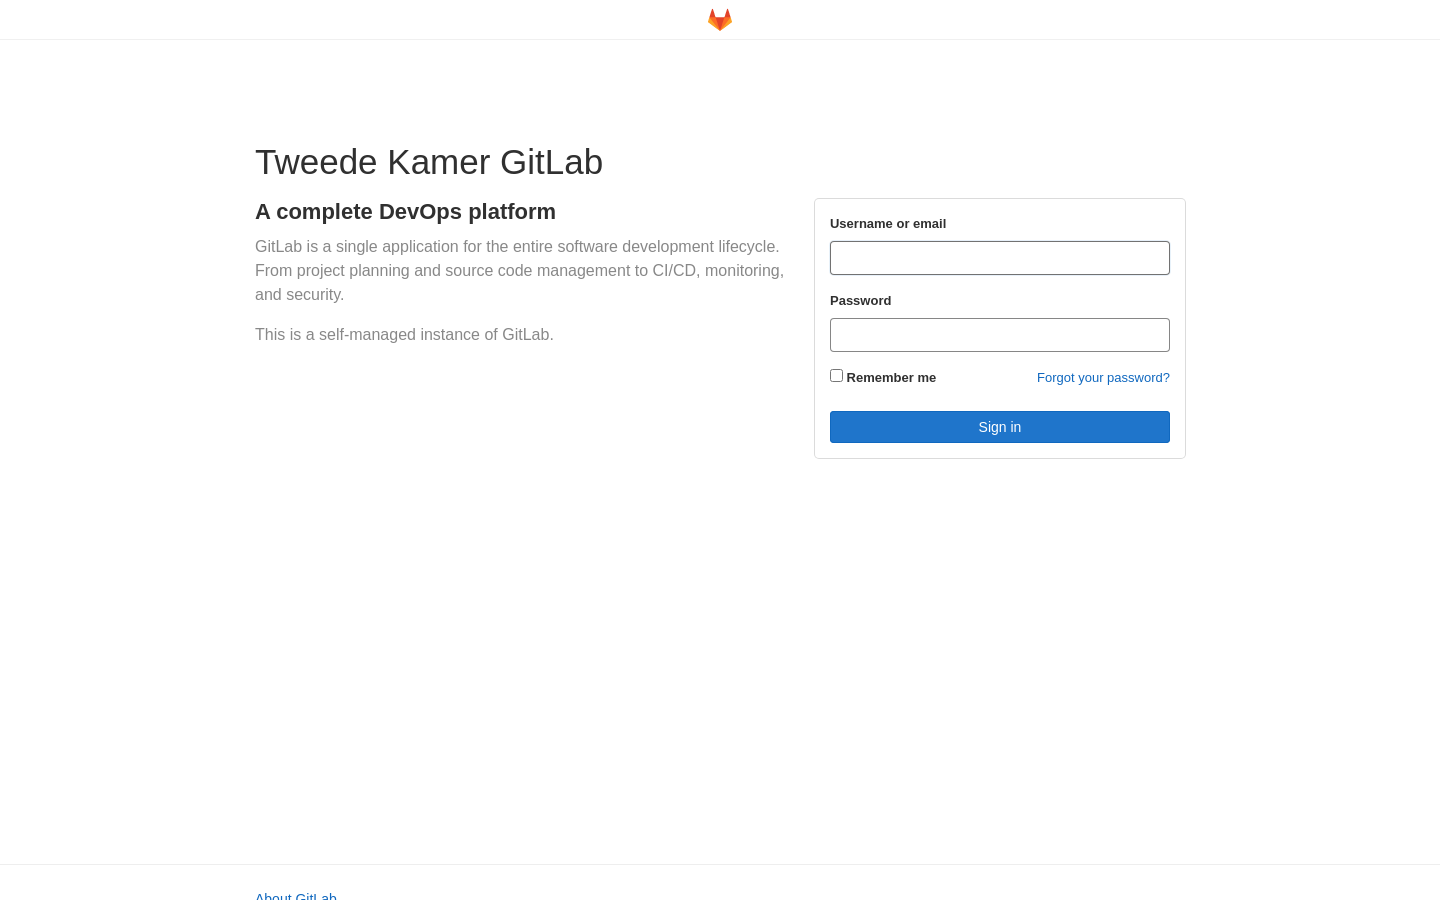 Tweede Kamer GitLab
A complete DevOps platform
GitLab is a single application for the entire software development lifecycle.
From project planning and source code management to CI/CD, monitoring,
and security.
This is a self-managed instance of GitLab.
Username or email
Password
Remember me
Forgot your password?
Sign in
About GitLab